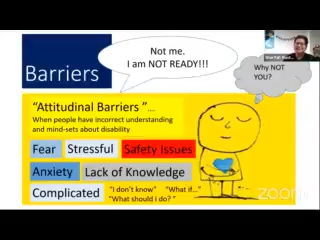 Not me.
I am NOT READY!!!
Why NOT
YOU?
Barriers
“Attitudinal Barriers ”…
When people have incorrect understanding
and mind-sets about disability
Fear
Stressful
Safety Issues
Anxiety
Lack of Knowledge
Complicated
“I don’t know”   “What if…”
“What should I do? ”
zoom